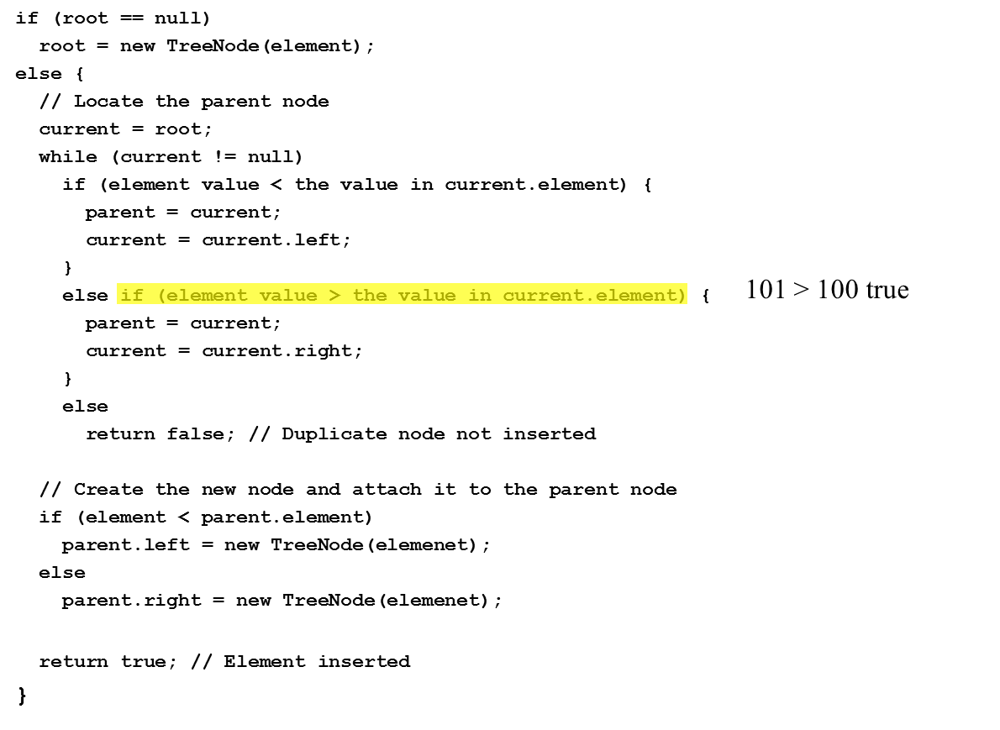 if (root == null)
  root = new TreeNode(element);
else {
  // Locate the parent node
  current = root;
  while (current != null)
    if (element value < the value in current.element) {
      parent = current;
      current = current.left;
    }
    else if (element value > the value in current.element) { 101 > 100 true
      parent = current;
      current = current.right;
    }
    else
      return false; // Duplicate node not inserted
  // Create the new node and attach it to the parent node
  if (element < parent.element)
    parent.left = new TreeNode(elemenet);
  else
    parent.right = new TreeNode(elemenet);
  return true; // Element inserted
}